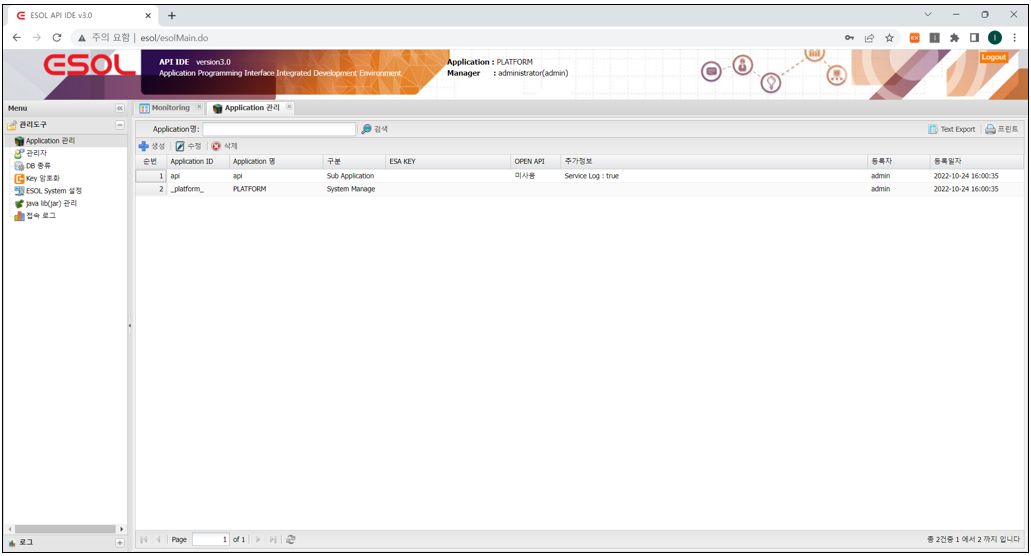 ESOL API IDE v3.0
주의 요함 | esol/esolMain.do
ESOL
API IDE version3.0
Application Programming Interface Integrated Development Environment
Application : PLATFORM
Manager : administrator(admin)
Logout
Menu
관리도구
Application 관리
관리자
DB 종류
Key 암호화
ESOL System 설정
java lib(jar) 관리
접속 로그
로그
Monitoring
Application 관리
Application명:
검색
Text Export
프린트
생성
수정
삭제
순번 Application ID Application 명 구분 ESA KEY OPEN API 추가정보 등록자 등록일자
1 api api Sub Application 미사용 Service Log : true admin 2022-10-24 16:00:35
2 _platform_ PLATFORM System Manage admin 2022-10-24 16:00:35
Page 1 of 1
총 2건중 1 에서 2 까지 입니다